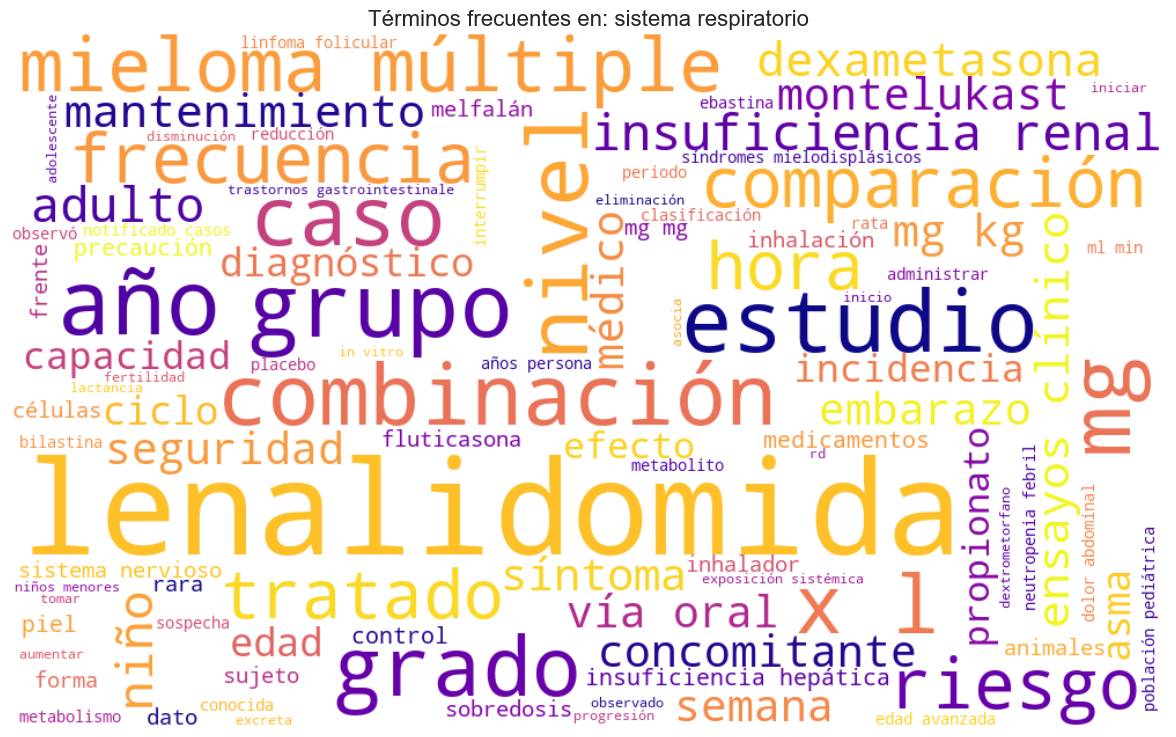 Términos frecuentes en: sistema respiratorio
mieloma múltiple
linfoma folicular
dexametasona
mantenimiento
melfalán
ebastina
montelukast
iniciar
adolescente
disminución
reducción
insuficiencia renal
frecuencia
nivel
síndromes mielodisplásicos
interrumpir
periodo
comparación
trastornos gastrointestinale
adulto
caso
eliminación
clasificación
observó
notificado casos
mg mg
rata
mg kg
precaución
inhalación
ml min
frente
diagnóstico
médico
hora
administrar
ensayos clínico
año
grupo
inicio
estudio
asocia
capacidad
placebo
in vitro
años persona
incidencia
mg
fertilidad
lactancia
combinación
células
ciclo
embarazo
bilastina
seguridad
fluticasona
efecto
medicamentos
metabolito
rd
propionato
neutropenia febril
lenalidomida
dextrometorfano
dolor abdominal
población pediátrica
sistema nervioso
síntoma
inhalador
niños menores
rara
tratado
exposición sistémica
x l
asma
tomar
niño
vía oral
piel
sospecha
edad
control
concomitante
animales
aumentar
grado
forma
sujeto
insuficiencia hepática
riesgo
conocida
sobredosis
observado
semana
metabolismo
dato
excreta
progresión
edad avanzada